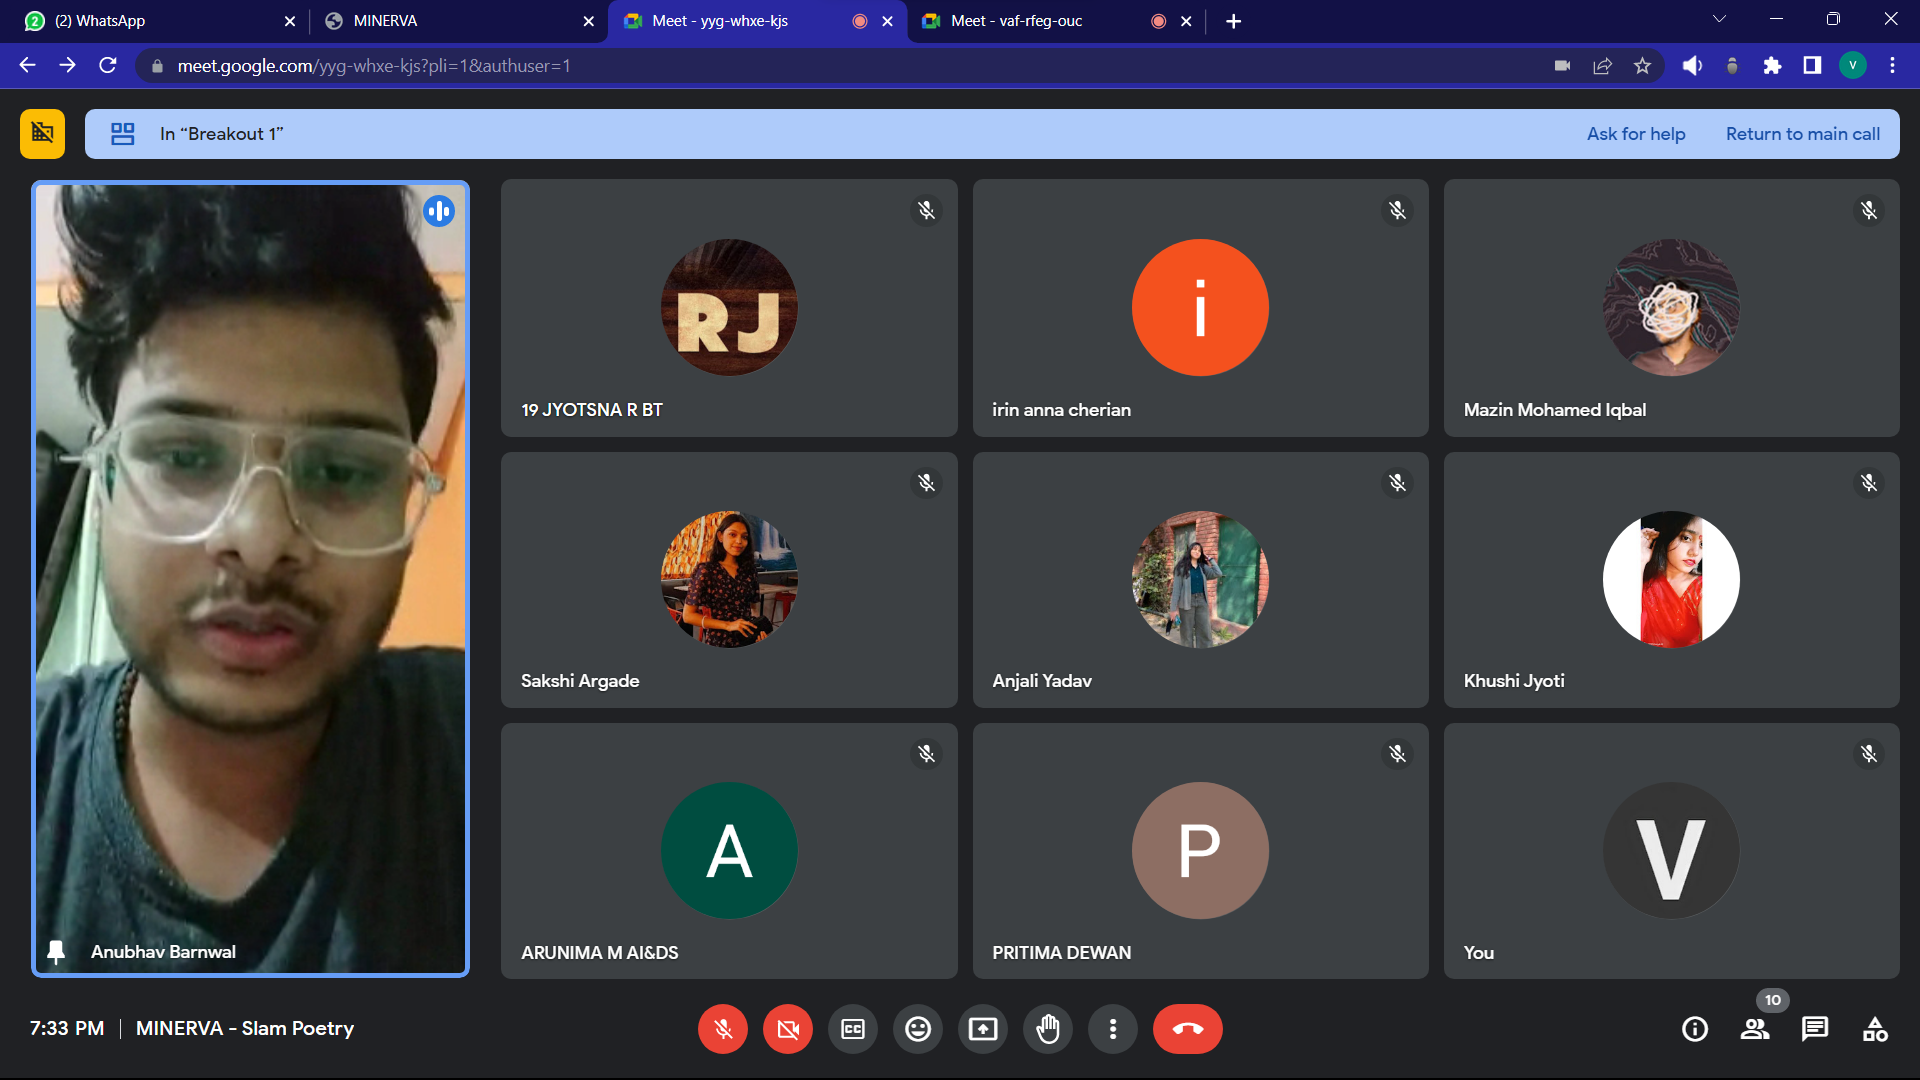 (2) WhatsApp
MINERVA
Meet - yyg-whxe-kjs
Meet - vaf-rfeg-ouc
meet.google.com/yyg-whxe-kjs?pli=1&authuser=1
V
In “Breakout 1”
Ask for help
Return to main call
RJ
19 JYOTSNA R BT
i
irin anna cherian
Mazin Mohamed Iqbal
Sakshi Argade
Anjali Yadav
Khushi Jyoti
Anubhav Barnwal
A
ARUNIMA M AI&DS
P
PRITIMA DEWAN
V
You
7:33 PM
MINERVA - Slam Poetry
CC
10